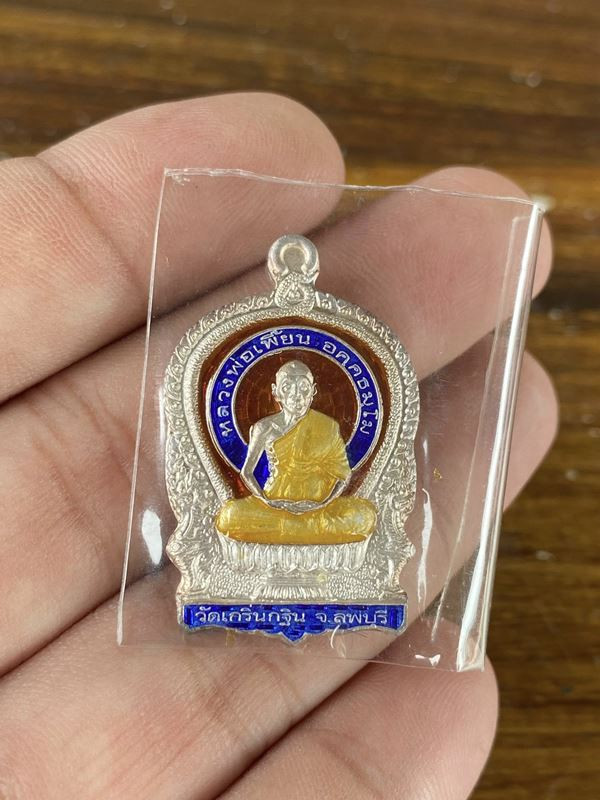 หลวงพ่อเพี้ยน อคฺคธมฺโม
วัดเกริ่นกฐิน จ.ลพบุรี